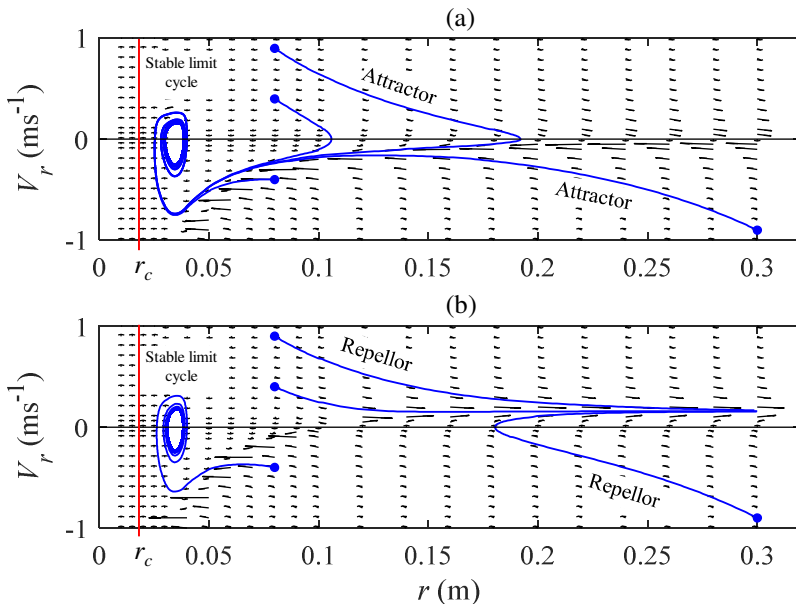 (a)
1
0
-1
V_r (ms^-1)
Stable limit
cycle
Attractor
Attractor
0
r_c
0.05
0.1
0.15
0.2
0.25
0.3
(b)
1
0
-1
V_r (ms^-1)
Stable limit
cycle
Repellor
Repellor
0
r_c
0.05
0.1
0.15
0.2
0.25
0.3
r (m)